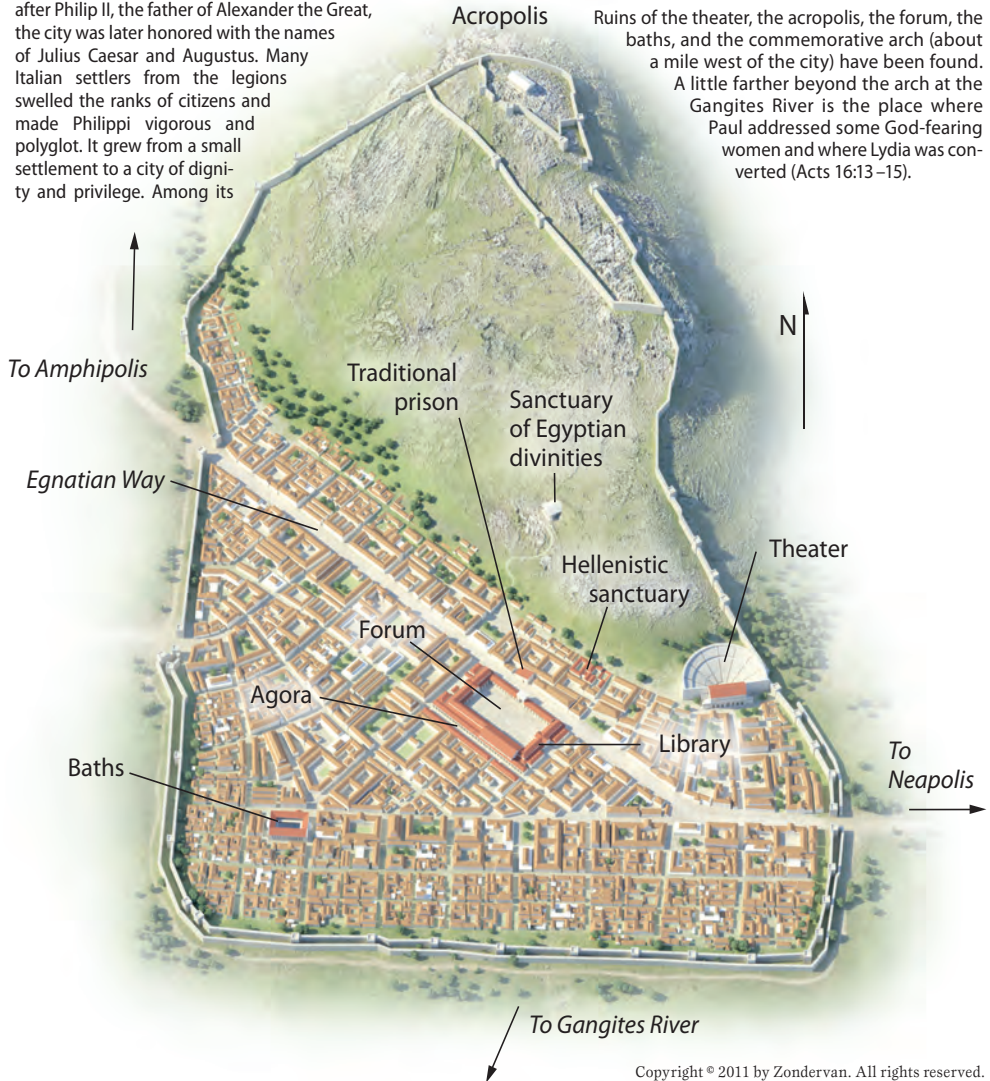 after Philip II, the father of Alexander the Great,
the city was later honored with the names
of Julius Caesar and Augustus. Many
Italian settlers from the legions
swelled the ranks of citizens and
made Philippi vigorous and
polyglot. It grew from a small
settlement to a city of digni-
ty and privilege. Among its
Acropolis
Ruins of the theater, the acropolis, the forum, the
baths, and the commemorative arch (about
a mile west of the city) have been found.
A little farther beyond the arch at the
Gangites River is the place where
Paul addressed some God-fearing
women and where Lydia was con-
verted (Acts 16:13–15).
N
To Amphipolis
Traditional
prison
Sanctuary
of Egyptian
divinities
Egnatian Way
Theater
Hellenistic
sanctuary
Forum
Agora
Library
Baths
To
Neapolis
To Gangites River
Copyright © 2011 by Zondervan. All rights reserved.